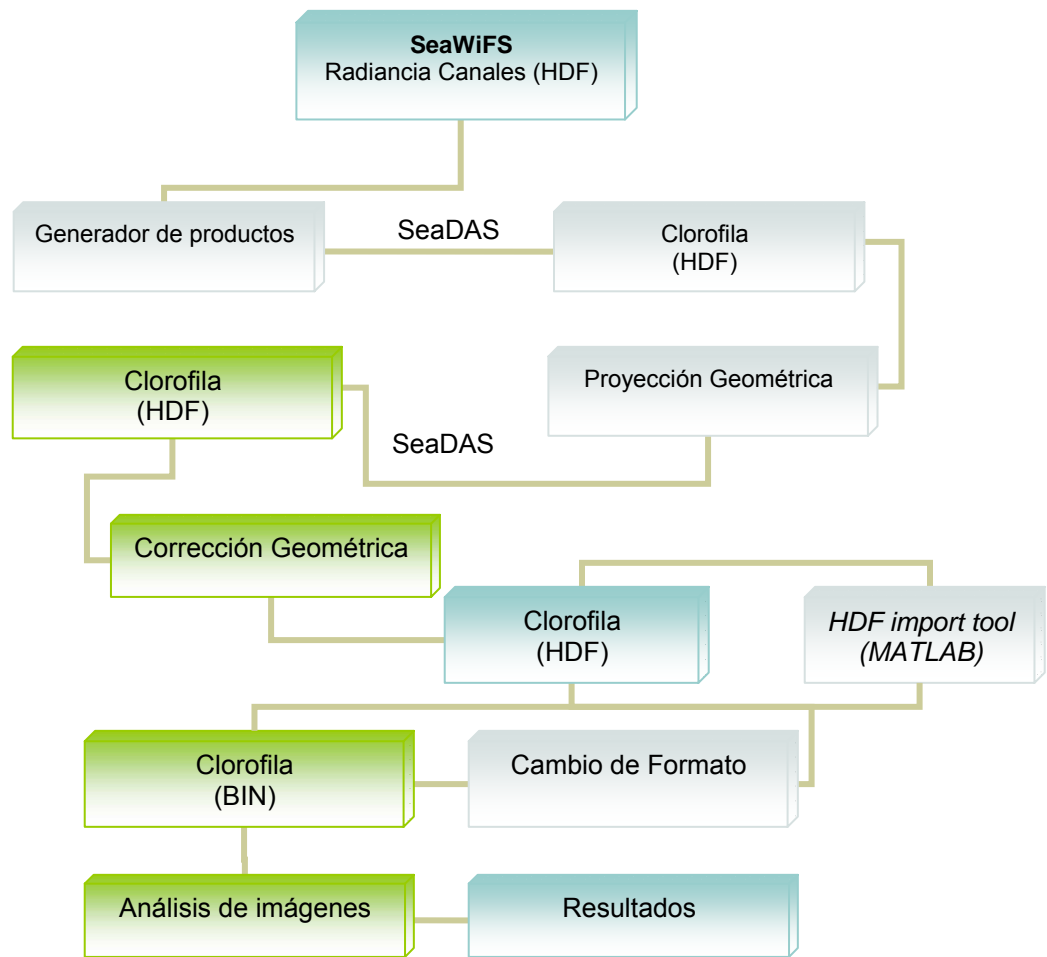 SeaWiFS
Radiancia Canales (HDF)
Generador de productos
SeaDAS
Clorofila
(HDF)
Clorofila
(HDF)
Proyección Geométrica
SeaDAS
Corrección Geométrica
Clorofila
(HDF)
HDF import tool
(MATLAB)
Clorofila
(BIN)
Cambio de Formato
Análisis de imágenes
Resultados